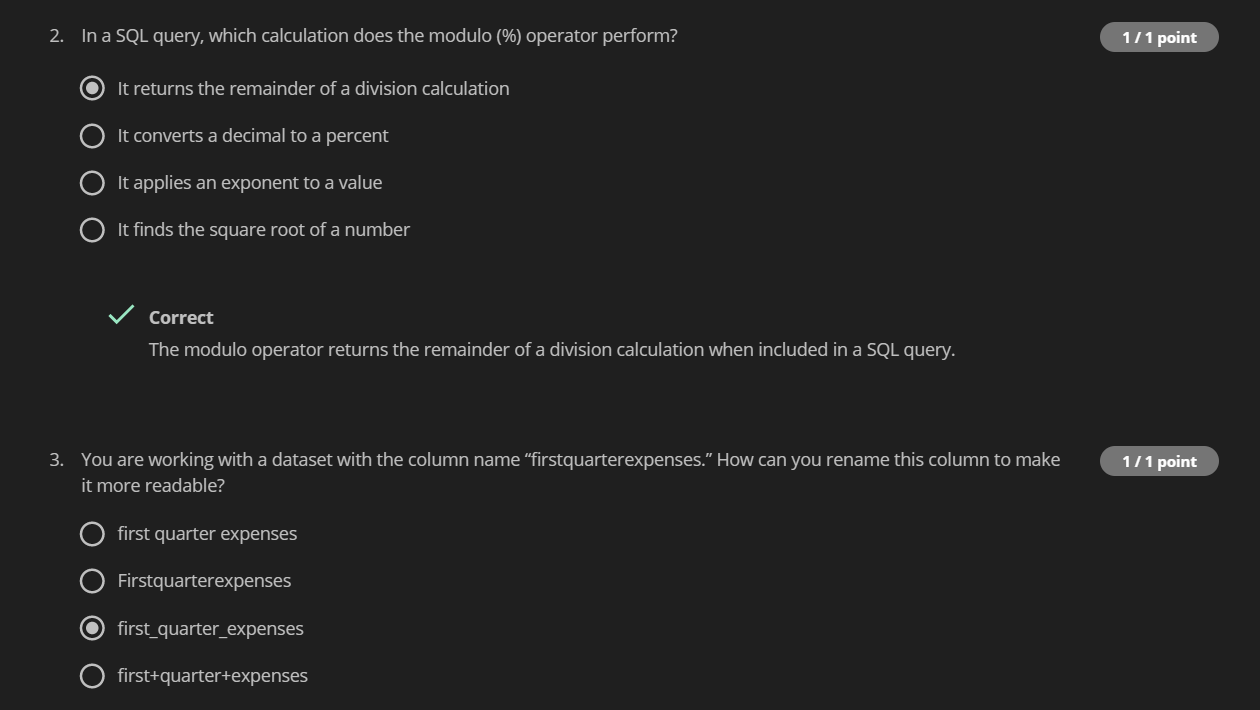 2. In a SQL query, which calculation does the modulo (%) operator perform?
1 / 1 point
It returns the remainder of a division calculation
It converts a decimal to a percent
It applies an exponent to a value
It finds the square root of a number
Correct
The modulo operator returns the remainder of a division calculation when included in a SQL query.
3. You are working with a dataset with the column name “firstquarterexpenses.” How can you rename this column to make
it more readable?
1 / 1 point
first quarter expenses
Firstquarterexpenses
first_quarter_expenses
first+quarter+expenses